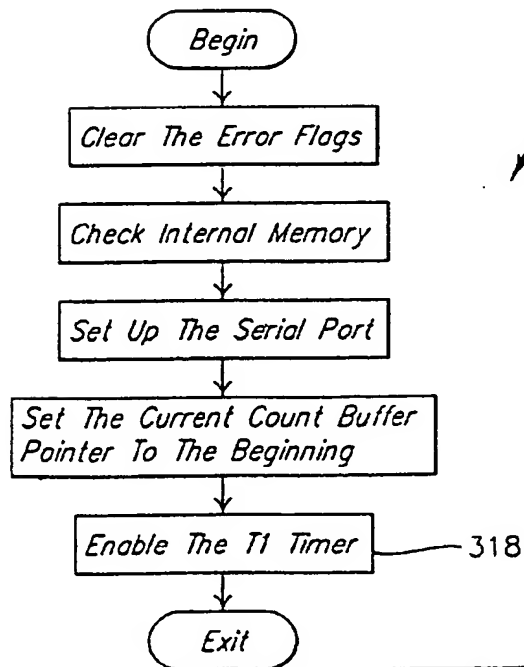 Begin
Clear The Error Flags
Check Internal Memory
Set Up The Serial Port
Set The Current Count Buffer
Pointer To The Beginning
Enable The T1 Timer
318
Exit